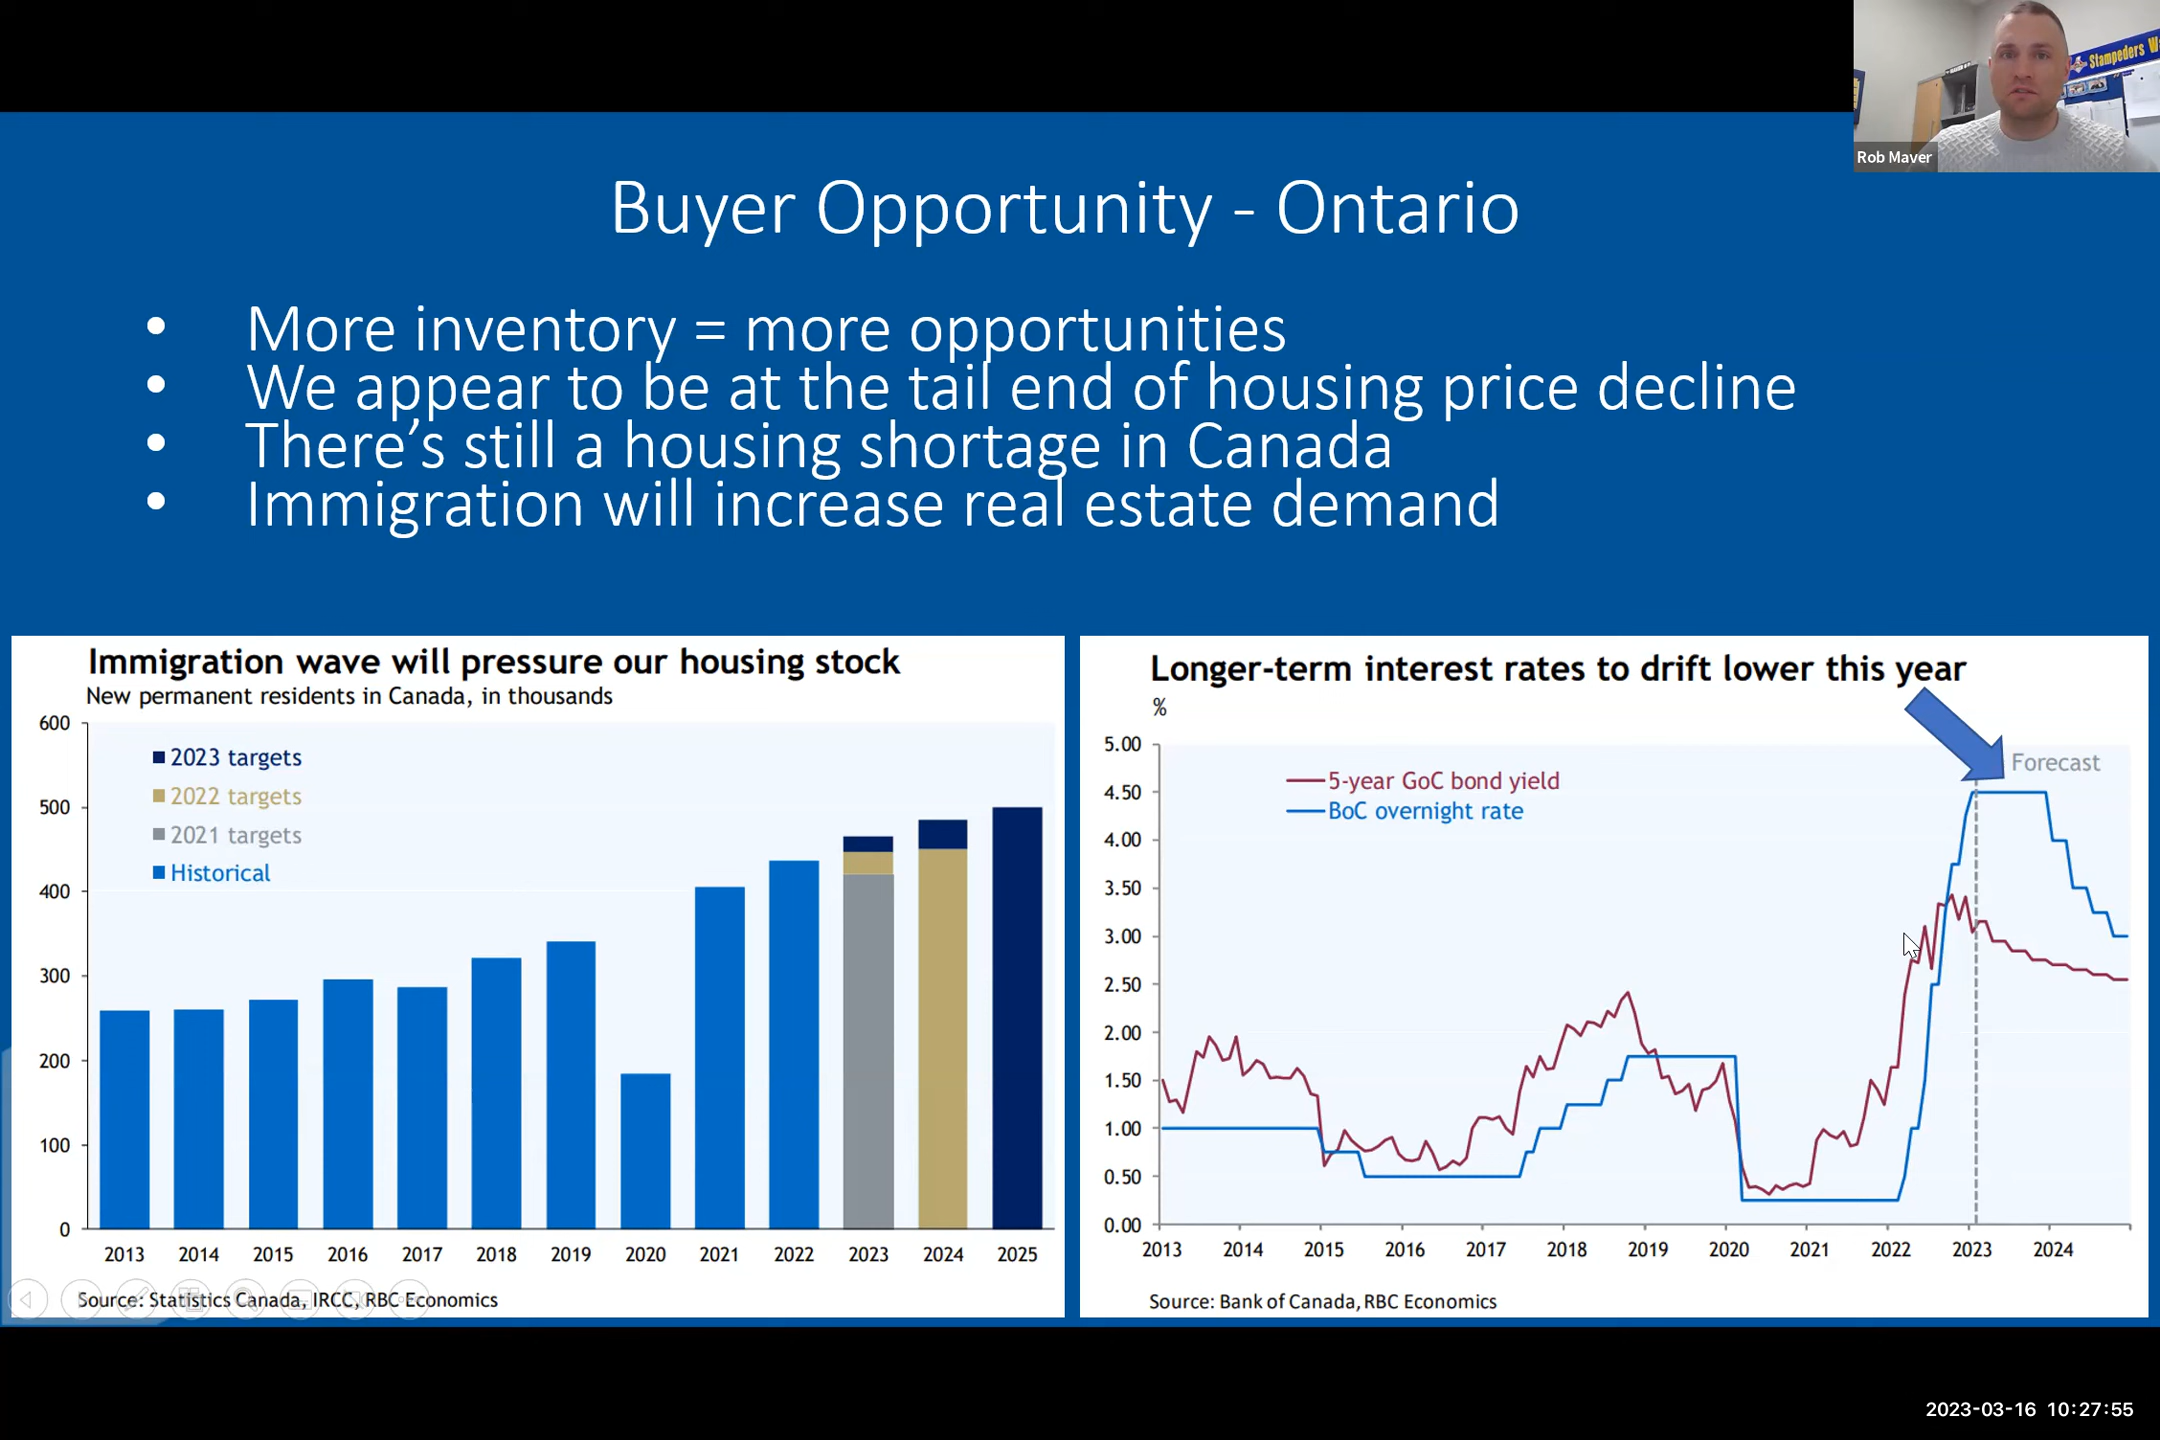 Stampeders
Rob Maver
Buyer Opportunity - Ontario
• More inventory = more opportunities
• We appear to be at the tail end of housing price decline
• There’s still a housing shortage in Canada
• Immigration will increase real estate demand
Immigration wave will pressure our housing stock
New permanent residents in Canada, in thousands
600
500
400
300
200
100
0
2023 targets
2022 targets
2021 targets
Historical
2013 2014 2015 2016 2017 2018 2019 2020 2021 2022 2023 2024 2025
Source: Statistics Canada, IRCC, RBC Economics
Longer-term interest rates to drift lower this year
%
5.00
4.50
4.00
3.50
3.00
2.50
2.00
1.50
1.00
0.50
0.00
5-year GoC bond yield
BoC overnight rate
Forecast
2013 2014 2015 2016 2017 2018 2019 2020 2021 2022 2023 2024
Source: Bank of Canada, RBC Economics
2023-03-16 10:27:55